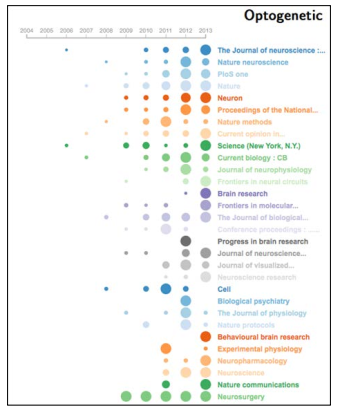 Optogenetic
2004 2005 2006 2007 2008 2009 2010 2011 2012 2013
The Journal of neuroscience :...
Nature neuroscience
PloS one
Nature
Neuron
Proceedings of the National...
Nature methods
Current opinion in...
Science (New York, N.Y.)
Current biology : CB
Journal of neurophysiology
Frontiers in neural circuits
Brain research
Frontiers in molecular...
The Journal of biological...
Conference proceedings : ......
Progress in brain research
Journal of neuroscience...
Journal of visualized...
Neuroscience research
Cell
Biological psychiatry
The Journal of physiology
Nature protocols
Behavioural brain research
Experimental physiology
Neuropharmacology
Neuroscience
Nature communications
Neurosurgery